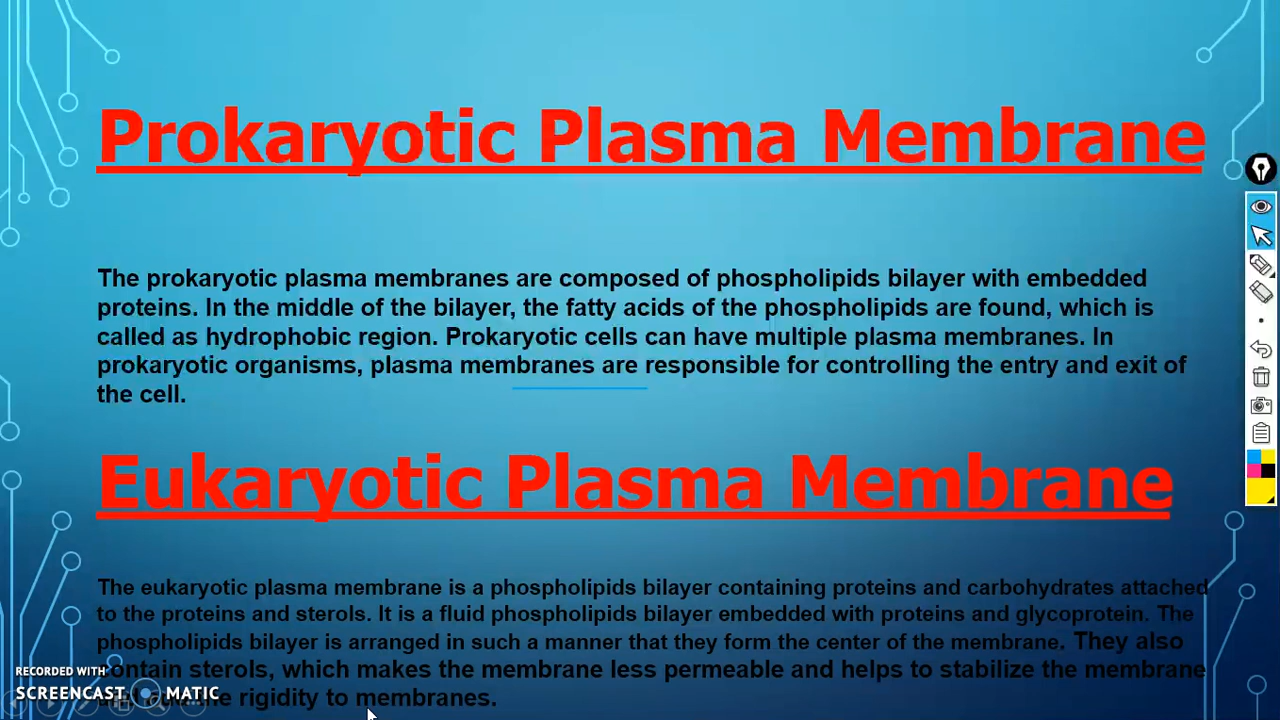 Prokaryotic Plasma Membrane
The prokaryotic plasma membranes are composed of phospholipids bilayer with embedded
proteins. In the middle of the bilayer, the fatty acids of the phospholipids are found, which is
called as hydrophobic region. Prokaryotic cells can have multiple plasma membranes. In
prokaryotic organisms, plasma membranes are responsible for controlling the entry and exit of
the cell.
Eukaryotic Plasma Membrane
The eukaryotic plasma membrane is a phospholipids bilayer containing proteins and carbohydrates attached
to the proteins and sterols. It is a fluid phospholipids bilayer embedded with proteins and glycoprotein. The
phospholipids bilayer is arranged in such a manner that they form the center of the membrane. They also
contain sterols, which makes the membrane less permeable and helps to stabilize the membrane
rigidity to membranes.
RECORDED WITH
SCREENCAST MATIC